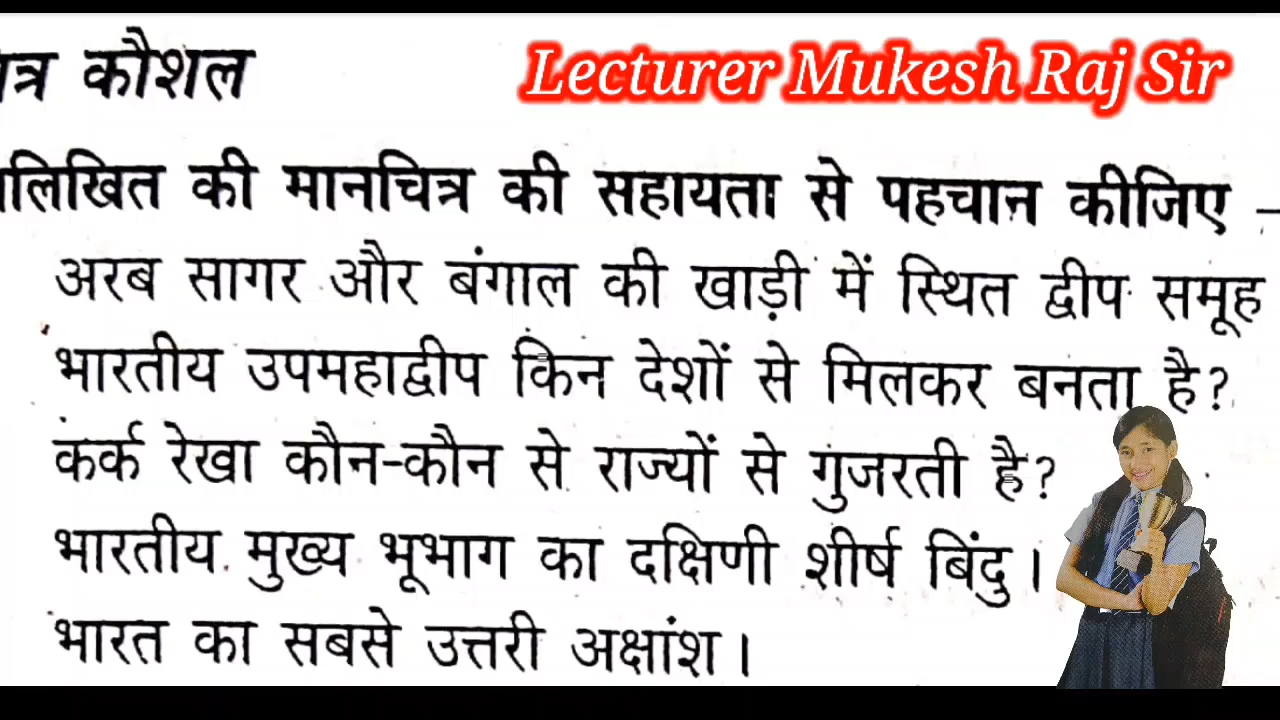 त्र कौशल
Lecturer Mukesh Raj Sir
लिखित की मानचित्र की सहायता से पहचान कीजिए –
अरब सागर और बंगाल की खाड़ी में स्थित द्वीप समूह
भारतीय उपमहाद्वीप किन देशों से मिलकर बनता है?
कर्क रेखा कौन-कौन से राज्यों से गुजरती है?
भारतीय मुख्य भूभाग का दक्षिणी शीर्ष बिंदु।
भारत का सबसे उत्तरी अक्षांश।